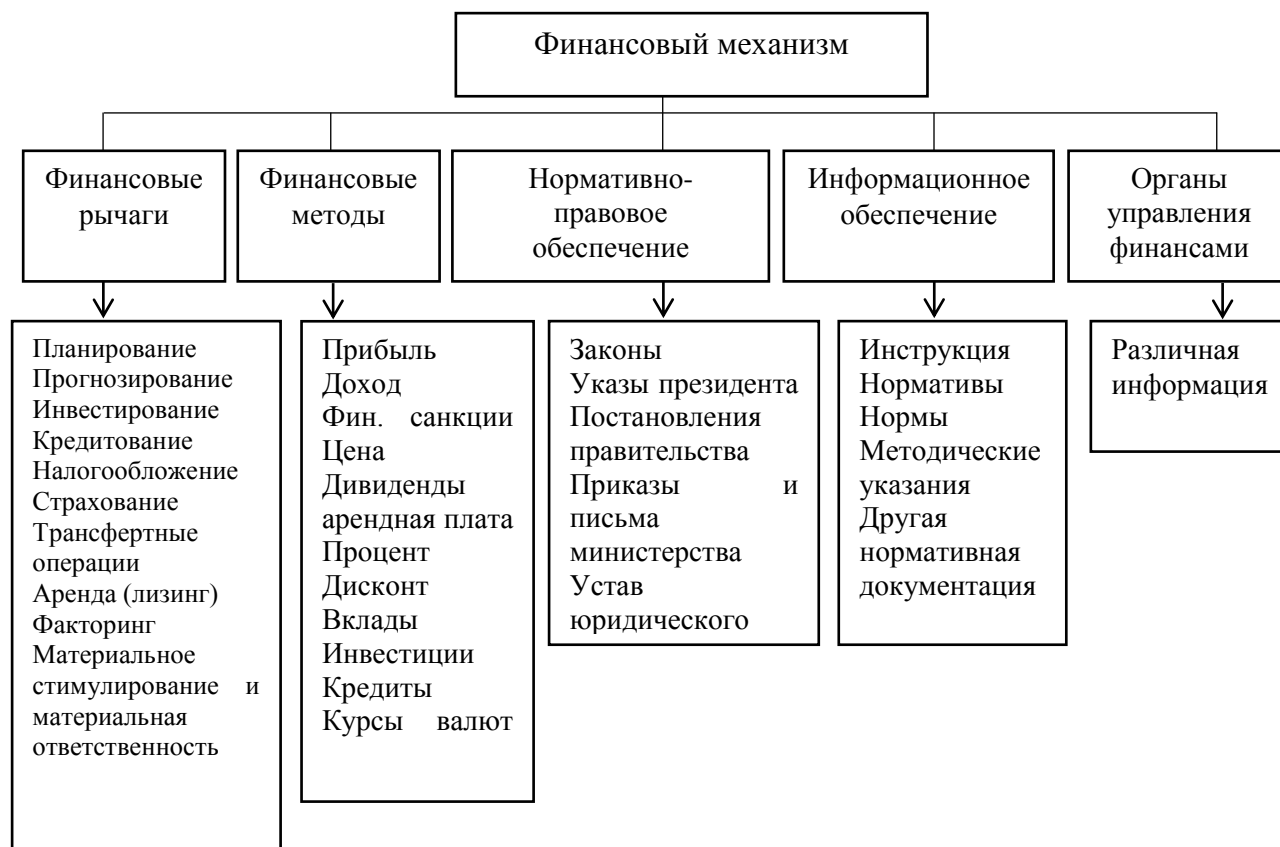 Финансовый механизм
Финансовые
рычаги
Финансовые
методы
Нормативно-
правовое
обеспечение
Информационное
обеспечение
Органы
управления
финансами
Планирование
Прогнозирование
Инвестирование
Кредитование
Налогообложение
Страхование
Трансфертные
операции
Аренда (лизинг)
Факторинг
Материальное
стимулирование и
материальная
ответственность
Прибыль
Доход
Фин. санкции
Цена
Дивиденды
арендная плата
Процент
Дисконт
Вклады
Инвестиции
Кредиты
Курсы валют
Законы
Указы президента
Постановления
правительства
Приказы и
письма
министерства
Устав
юридического
Инструкция
Нормативы
Нормы
Методические
указания
Другая
нормативная
документация
Различная
информация